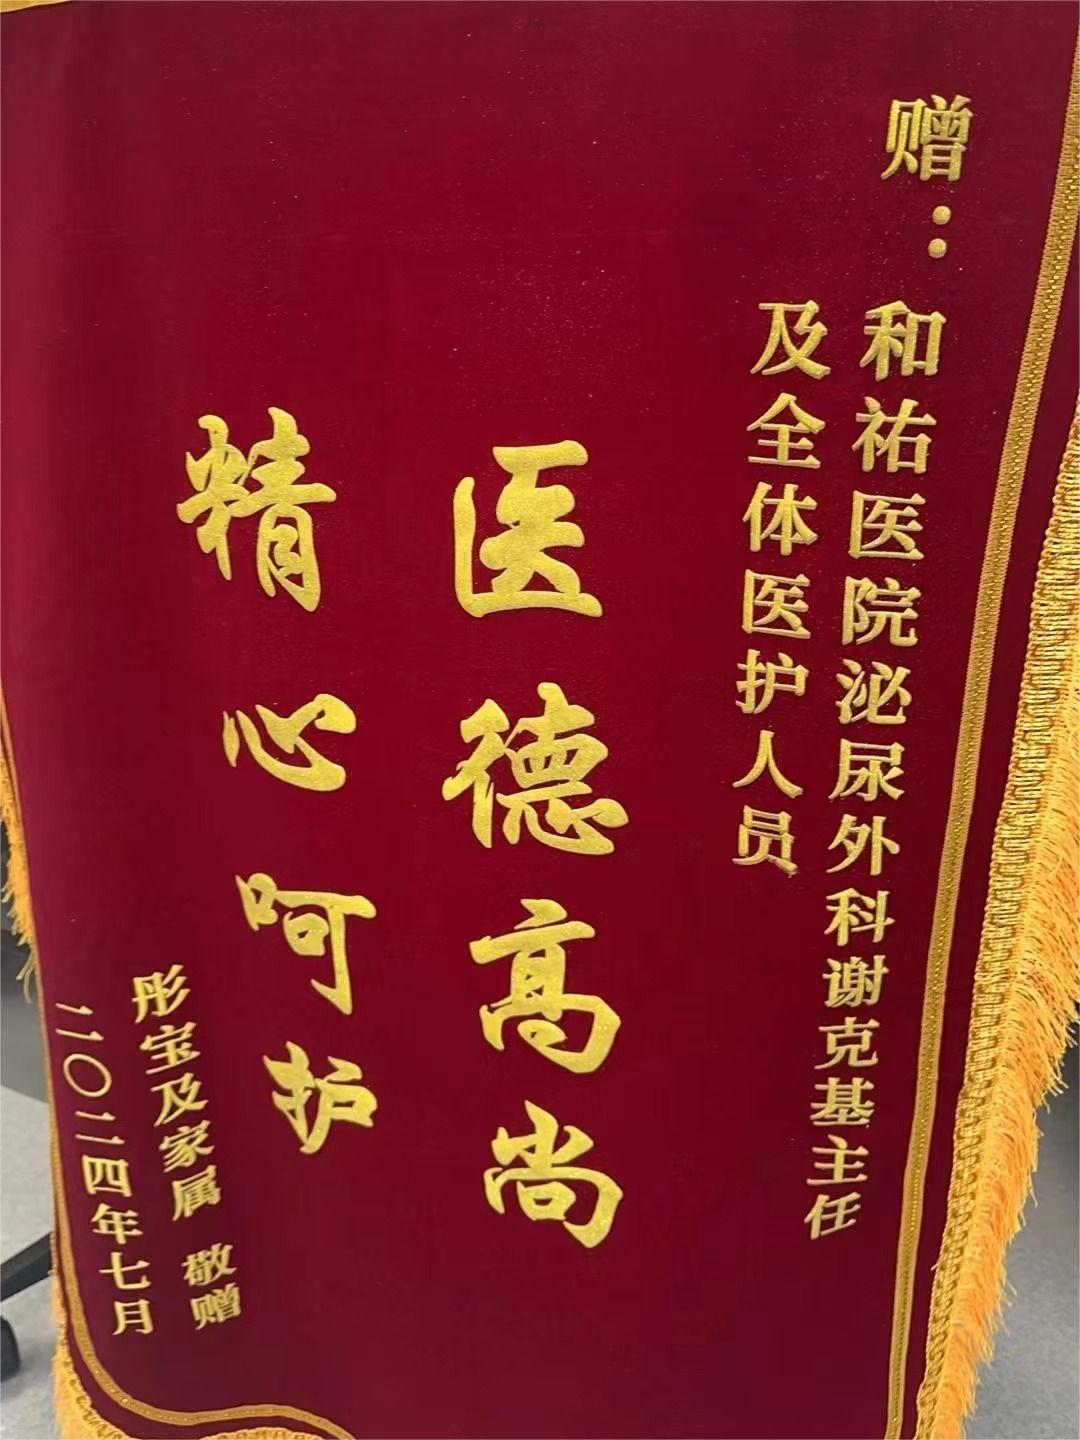 赠：和祐医院泌尿外科谢克基主任
及全体医护人员
医德高尚
精心呵护
彤宝及家属 敬赠
二〇二四年七月